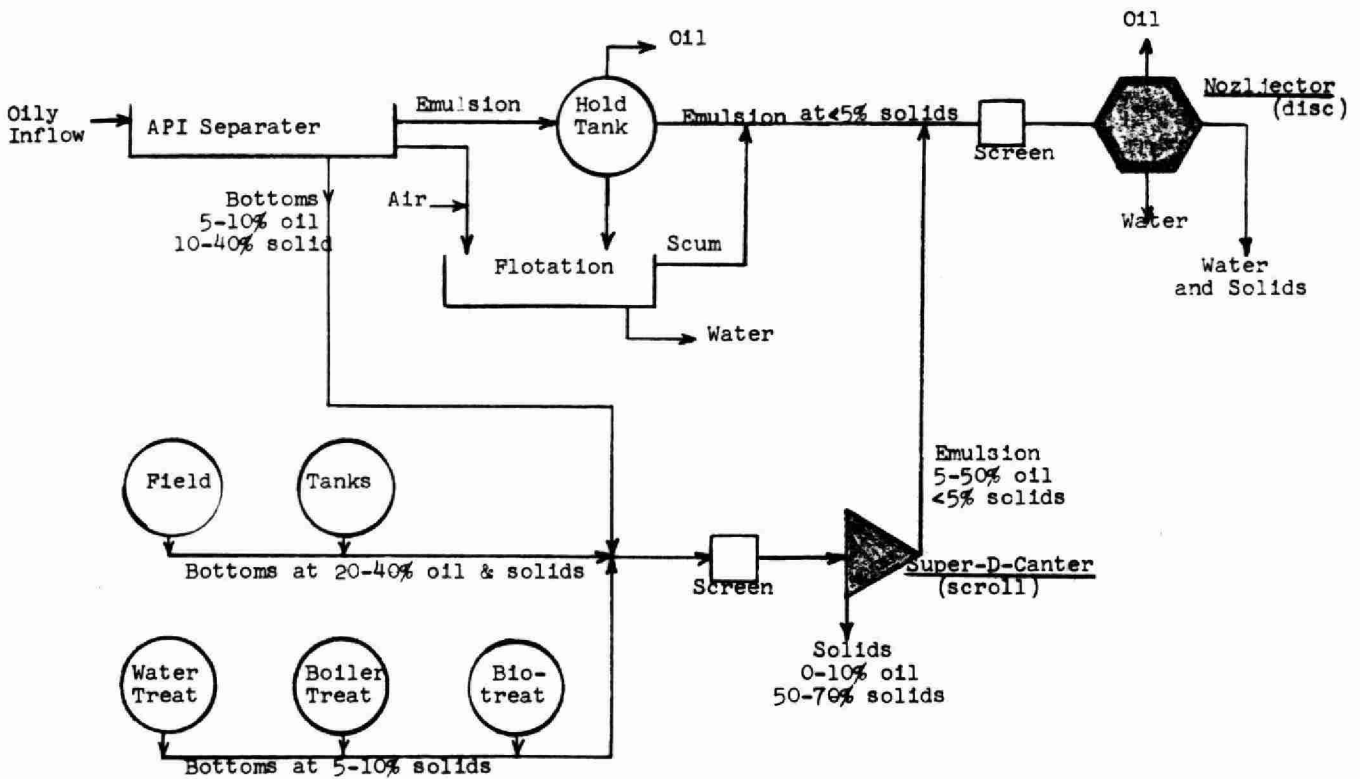 Oil
Oil
Oily
Inflow
API Separater
Emulsion
Hold
Tank
Emulsion at<5% solids
Screen
Nozljector
(disc)
Bottoms
5-10% oil
10-40% solid
Air
Flotation
Scum
Water
Water
Water
and Solids
Field
Tanks
Bottoms at 20-40% oil & solids
Screen
Emulsion
5-50% oil
<5% solids
Super-D-Canter
(scroll)
Solids
0-10% oil
50-70% solids
Water
Treat
Boiler
Treat
Bio-
treat
Bottoms at 5-10% solids